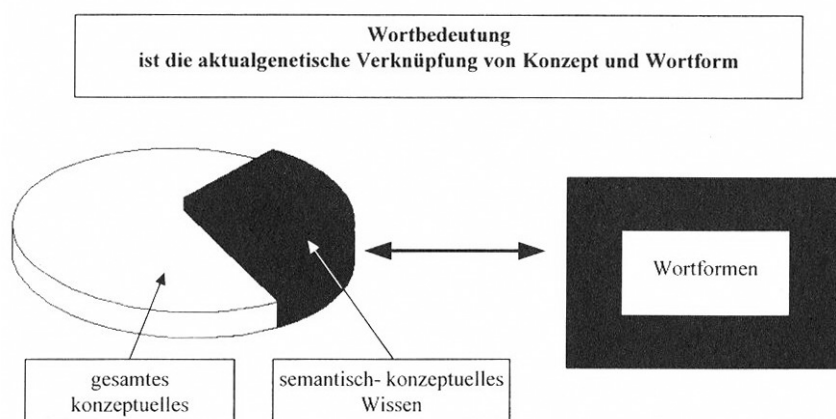 Wortbedeutung
ist die aktualgenetische Verknüpfung von Konzept und Wortform
Wortformen
gesamtes
konzeptuelles
semantisch- konzeptuelles
Wissen